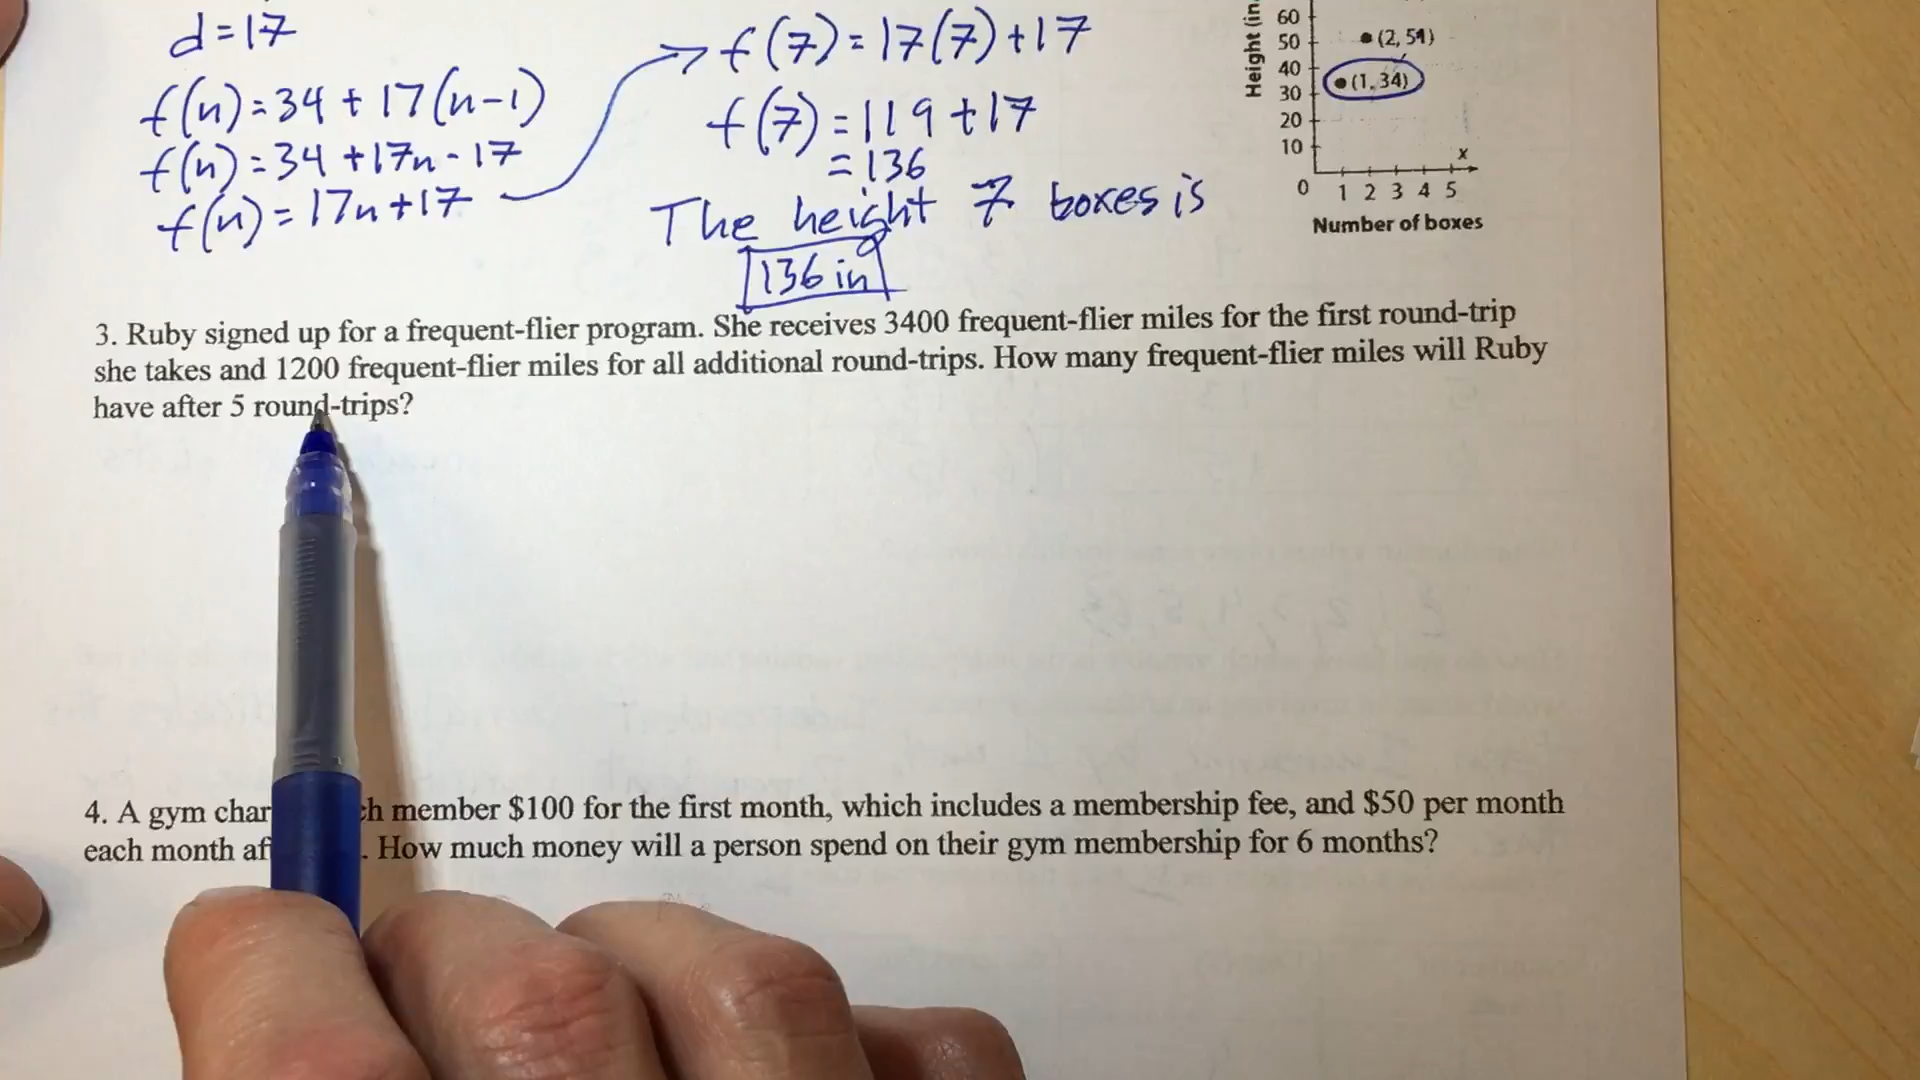 d = 17
f(n) = 34 + 17(n-1)
f(n) = 34 + 17n - 17
f(n) = 17n + 17
f(7) = 17(7) + 17
f(7) = 119 + 17
= 136
The height 7 boxes is
136 in
Height (in.
60
50
40
30
20
10
0
(2, 51)
(1, 34)
x
1 2 3 4 5
Number of boxes
3. Ruby signed up for a frequent-flier program. She receives 3400 frequent-flier miles for the first round-trip
she takes and 1200 frequent-flier miles for all additional round-trips. How many frequent-flier miles will Ruby
have after 5 round-trips?
4. A gym char ch member $100 for the first month, which includes a membership fee, and $50 per month
each month af . How much money will a person spend on their gym membership for 6 months?